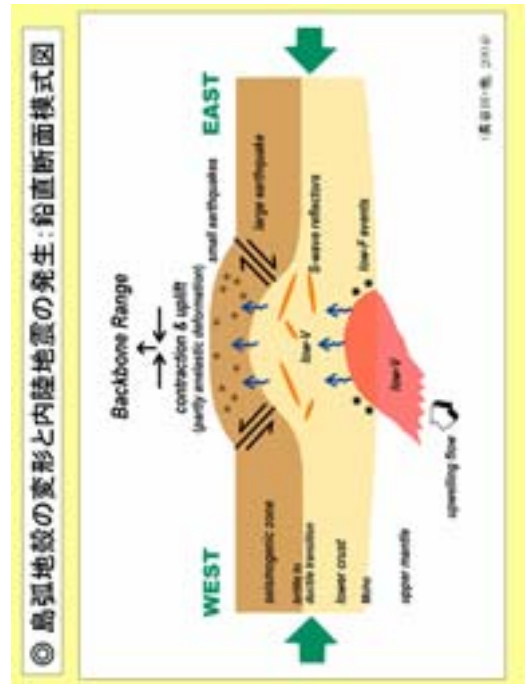 ◎ 島弧地殻の変形と内陸地震の発生：鉛直断面模式図
Backbone Range
contraction & uplift
(partly anelastic deformation)
WEST
EAST
small earthquakes
large earthquake
seismogenic zone
brittle to
ductile transition
S-wave reflectors
low-V
lower crust
low-F events
Moho
low-V
upper mantle
upwelling flow